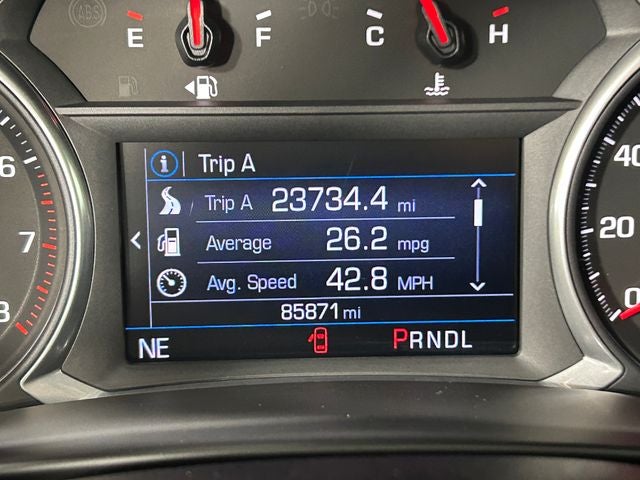 ABS
E F C H
Trip A
Trip A 23734.4 mi
Average 26.2 mpg
Avg. Speed 42.8 MPH
85871 mi
NE PRNDL
6
7
8
40
20
0